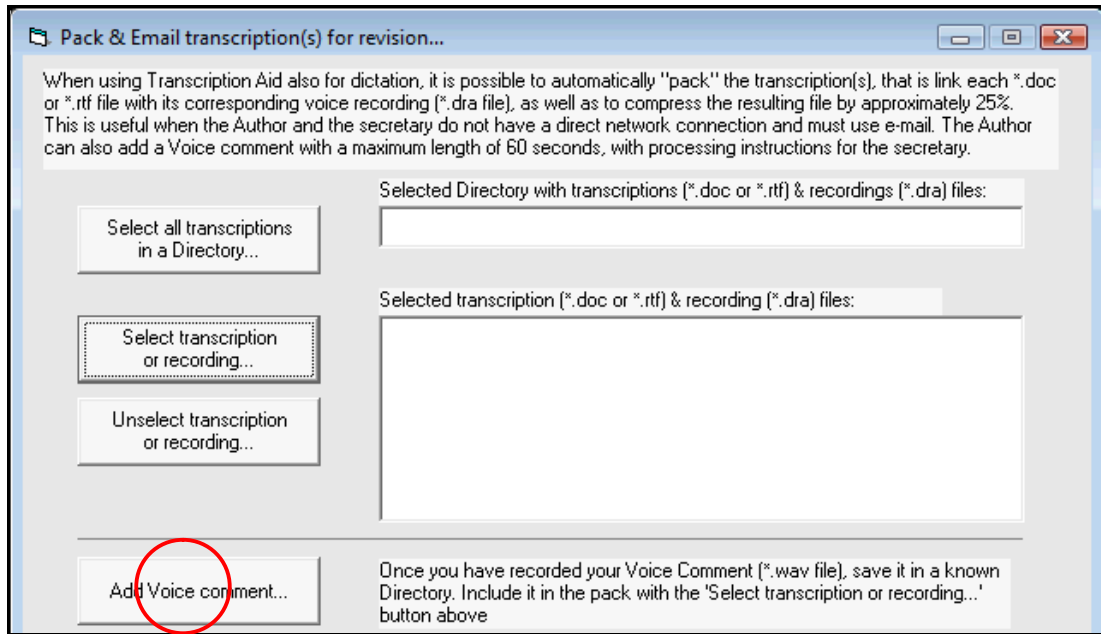 Pack & Email transcription(s) for revision...
When using Transcription Aid also for dictation, it is possible to automatically "pack" the transcription(s), that is link each *.doc
or *.rtf file with its corresponding voice recording (*.dra file), as well as to compress the resulting file by approximately 25%.
This is useful when the Author and the secretary do not have a direct network connection and must use e-mail. The Author
can also add a Voice comment with a maximum length of 60 seconds, with processing instructions for the secretary.
Selected Directory with transcriptions (*.doc or *.rtf) & recordings (*.dra) files:
Select all transcriptions
in a Directory...
Selected transcription (*.doc or *.rtf) & recording (*.dra) files:
Select transcription
or recording...
Unselect transcription
or recording...
Add Voice comment...
Once you have recorded your Voice Comment (*.wav file), save it in a known
Directory. Include it in the pack with the 'Select transcription or recording...'
button above